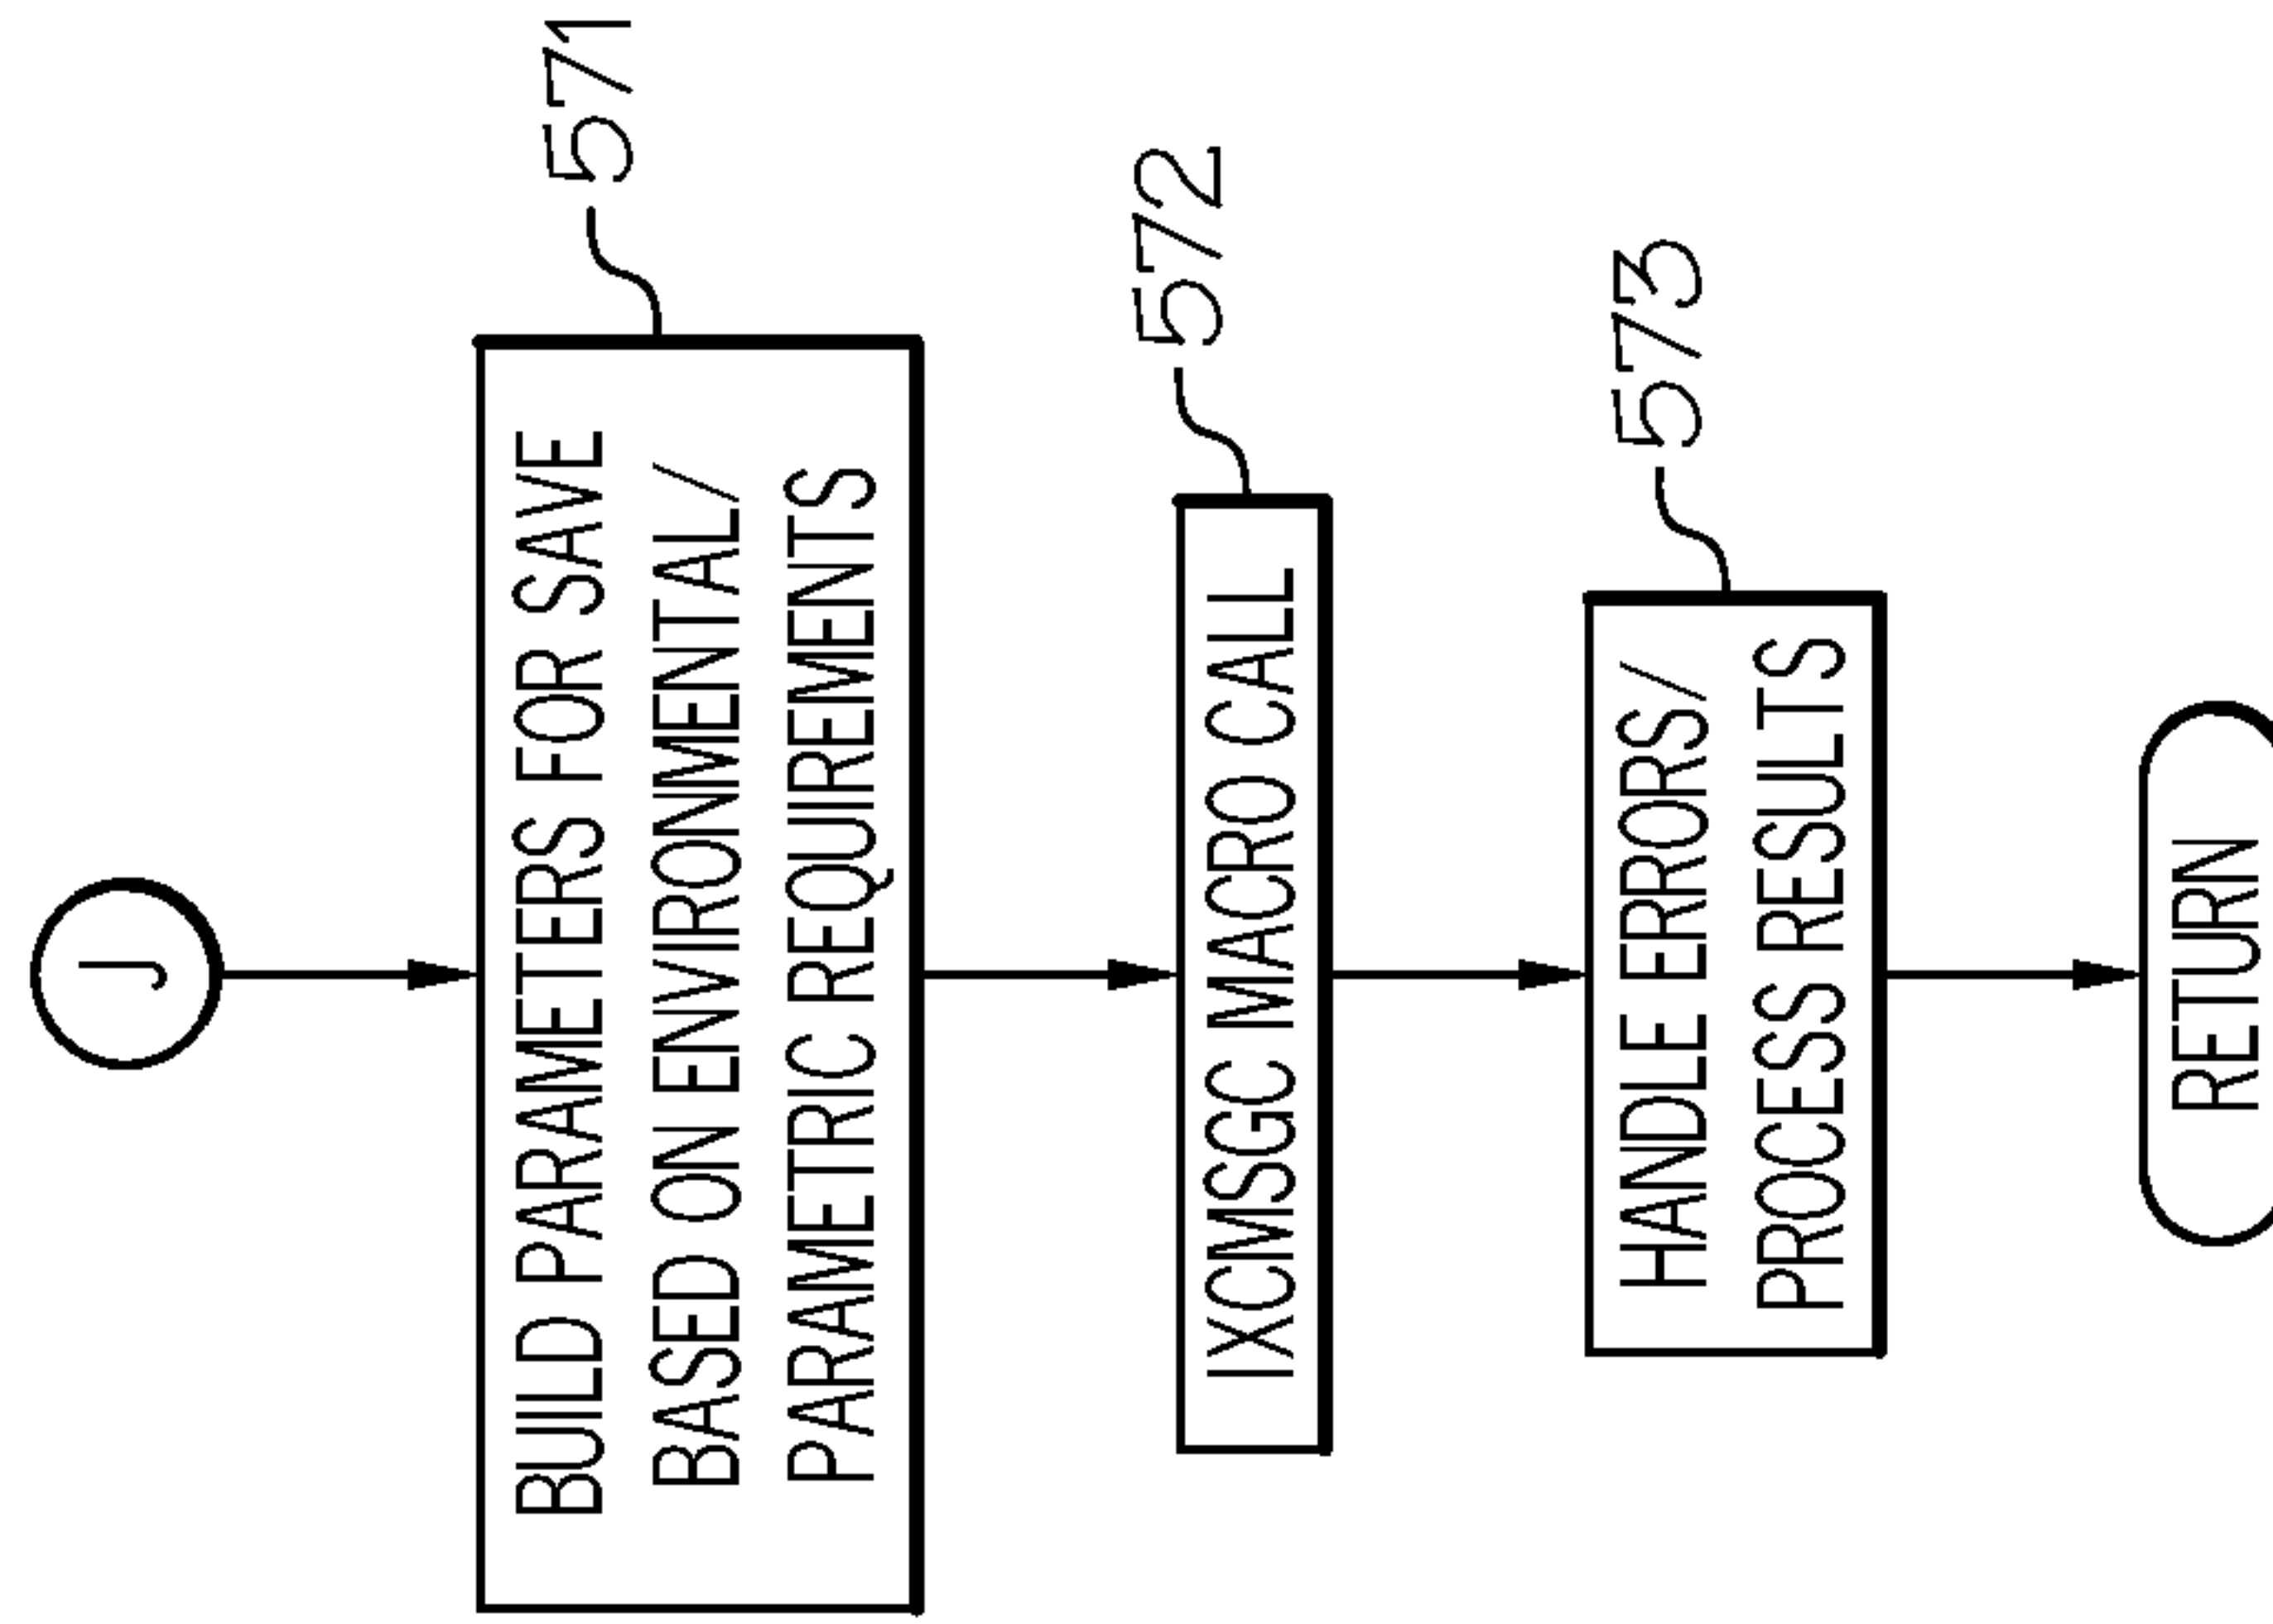 J
571
BUILD PARAMETERS FOR SAVE
BASED ON ENVIRONMENTAL/
PARAMETRIC REQUIREMENTS
572
IXCMSGC MACRO CALL
573
HANDLE ERRORS/
PROCESS RESULTS
RETURN